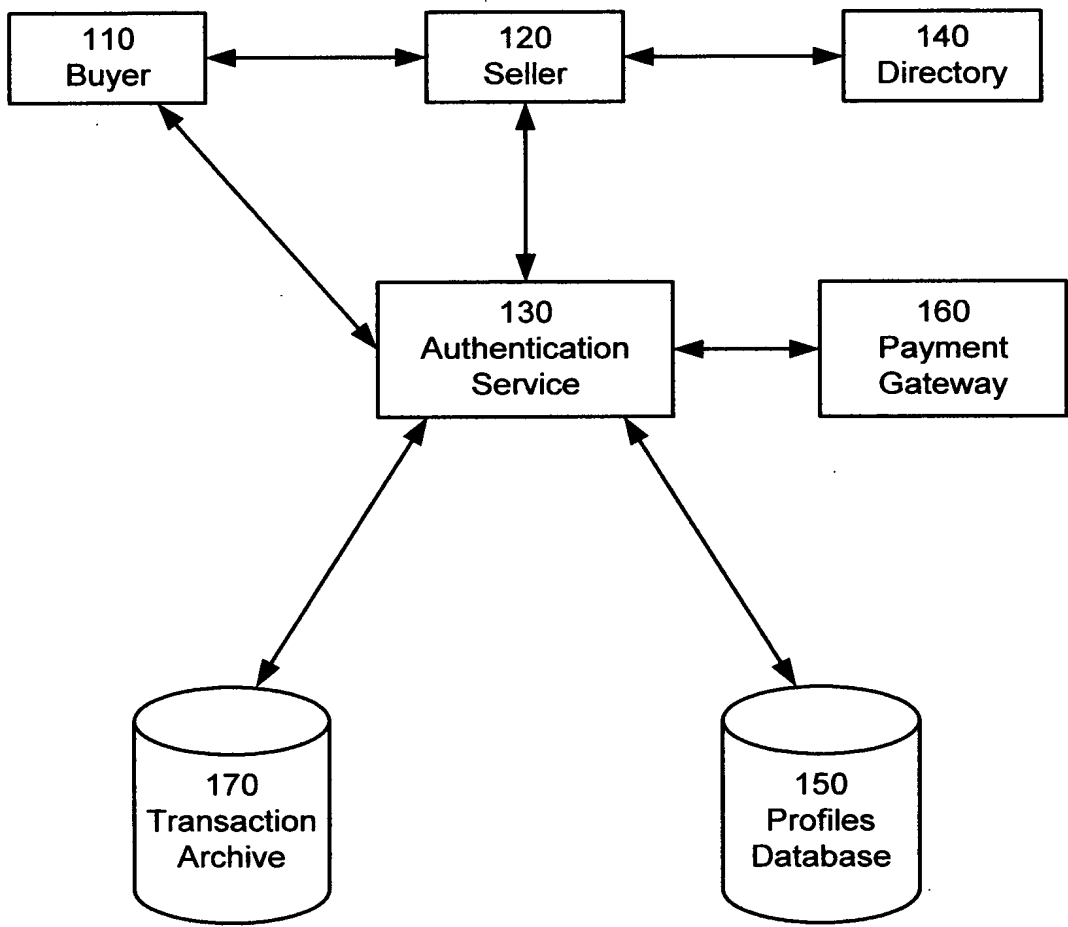 110
Buyer
120
Seller
140
Directory
130
Authentication
Service
160
Payment
Gateway
170
Transaction
Archive
150
Profiles
Database